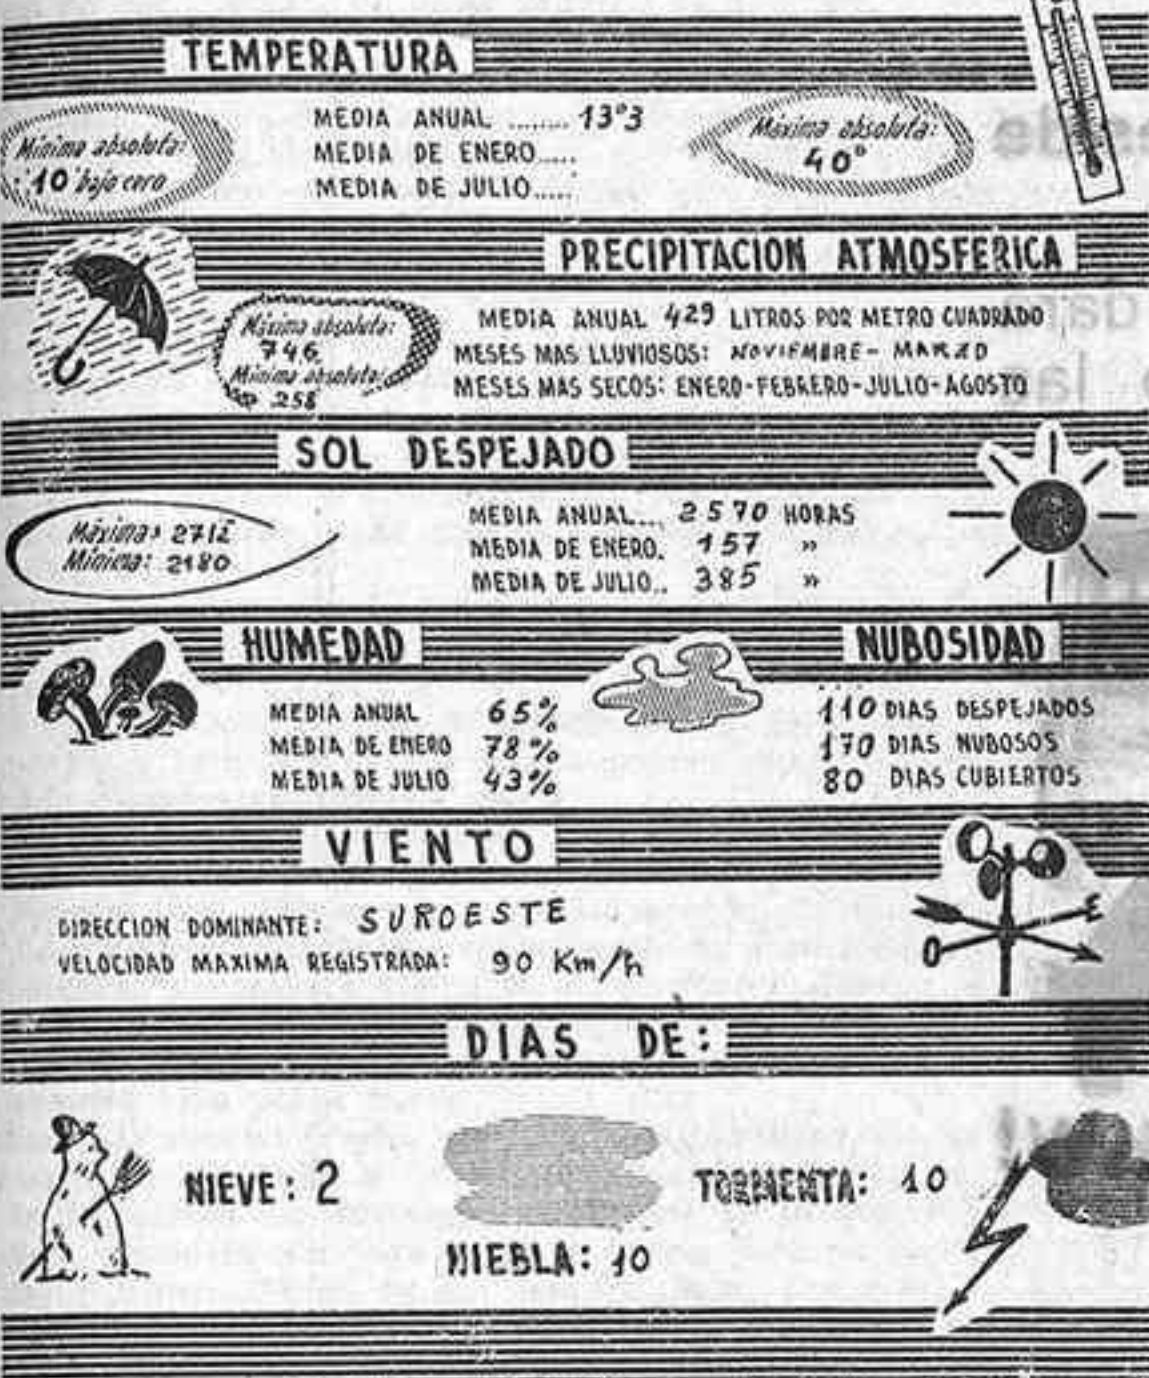 TEMPERATURA
Mínima absoluta:
10 bajo cero
MEDIA ANUAL ........ 13°3
MEDIA DE ENERO.....
MEDIA DE JULIO.....
Máxima absoluta:
40°
PRECIPITACION ATMOSFERICA
Máxima absoluta:
746
Mínima absoluta:
258
MEDIA ANUAL 429 LITROS POR METRO CUADRADO
MESES MAS LLUVIOSOS: NOVIEMBRE - MARZO
MESES MAS SECOS: ENERO-FEBRERO-JULIO-AGOSTO
SOL DESPEJADO
Máxima: 2712
Mínima: 2180
MEDIA ANUAL... 2570 HORAS
MEDIA DE ENERO. 157 »
MEDIA DE JULIO.. 385 »
HUMEDAD
MEDIA ANUAL 65%
MEDIA DE ENERO 78%
MEDIA DE JULIO 43%
NUBOSIDAD
110 DIAS DESPEJADOS
170 DIAS NUBOSOS
80 DIAS CUBIERTOS
VIENTO
DIRECCION DOMINANTE: SUROESTE
VELOCIDAD MAXIMA REGISTRADA: 90 Km/h
O E
DIAS DE:
NIEVE: 2
NIEBLA: 10
TORMENTA: 10